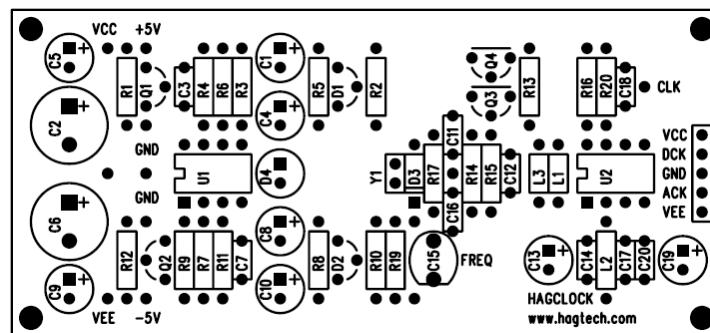 VCC +5V
C5 R1 Q1 C3 R4 R6 R3 C1 R5 D1 R2 Q4 R13 R16 R20 C18 CLK
C2 C4 Q3 C11
GND U1 D4 Y1 D3 R17 R14 R15 C12 L3 L1 U2 VCC
DCK
GND
ACK
VEE
GND
C6 C8 C16
R12 Q2 R9 R7 R11 C7 R8 D2 R10 R19 C15 FREQ C13 C14 L2 C17 C20 C19
C9 C10
HAGCLOCK
VEE -5V www.hagtech.com